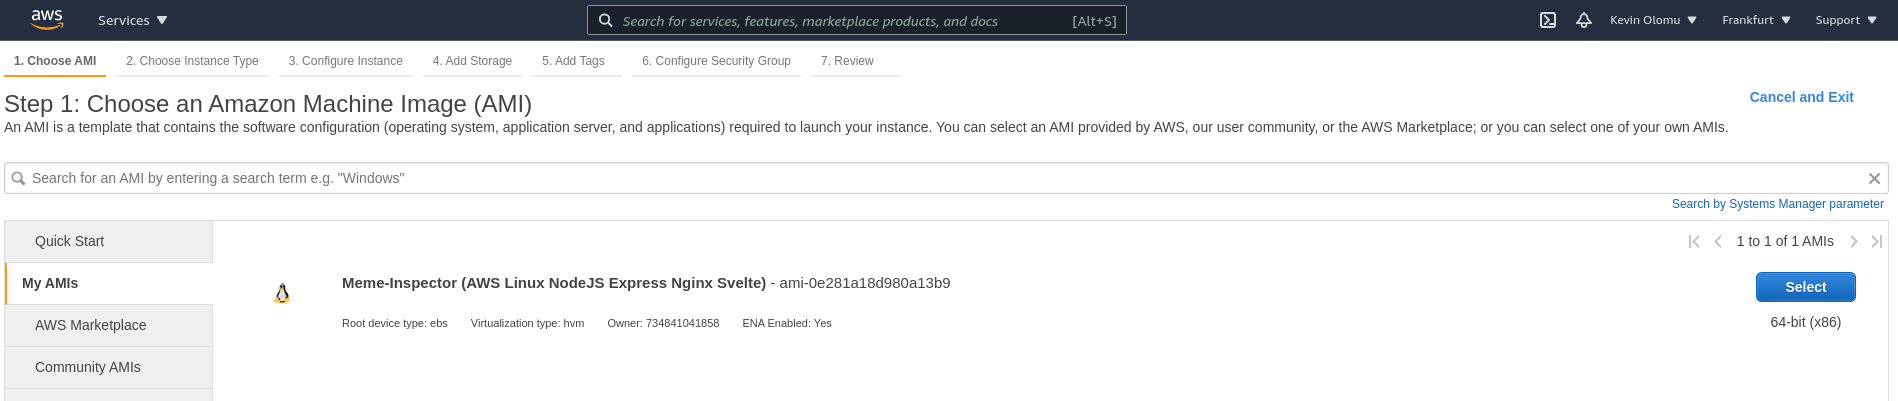 aws Services Search for services, features, marketplace products, and docs [Alt+S] Kevin Olomu Frankfurt Support
1. Choose AMI 2. Choose Instance Type 3. Configure Instance 4. Add Storage 5. Add Tags 6. Configure Security Group 7. Review
Step 1: Choose an Amazon Machine Image (AMI) Cancel and Exit
An AMI is a template that contains the software configuration (operating system, application server, and applications) required to launch your instance. You can select an AMI provided by AWS, our user community, or the AWS Marketplace; or you can select one of your own AMIs.
Search for an AMI by entering a search term e.g. "Windows"
Search by Systems Manager parameter
Quick Start
1 to 1 of 1 AMIs
My AMIs
Meme-Inspector (AWS Linux NodeJS Express Nginx Svelte) - ami-0e281a18d980a13b9
Select
Root device type: ebs Virtualization type: hvm Owner: 734841041858 ENA Enabled: Yes
64-bit (x86)
AWS Marketplace
Community AMIs